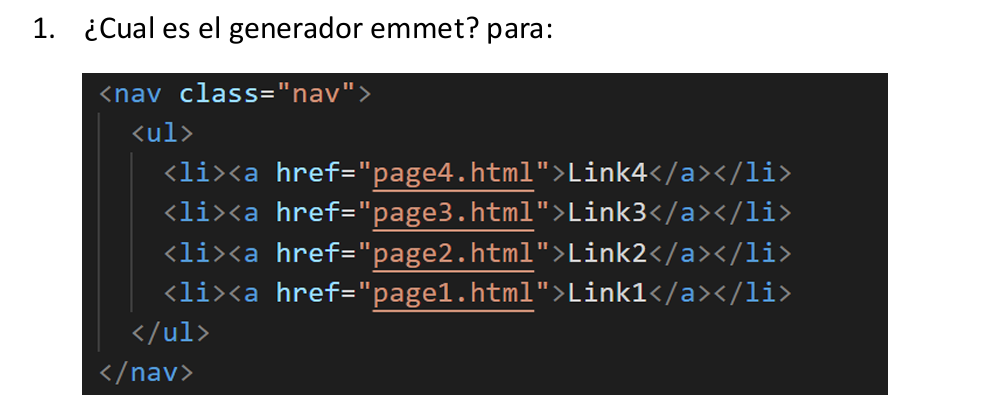 1. ¿Cual es el generador emmet? para:
<nav class="nav">
<ul>
<li><a href="page4.html">Link4</a></li>
<li><a href="page3.html">Link3</a></li>
<li><a href="page2.html">Link2</a></li>
<li><a href="page1.html">Link1</a></li>
</ul>
</nav>